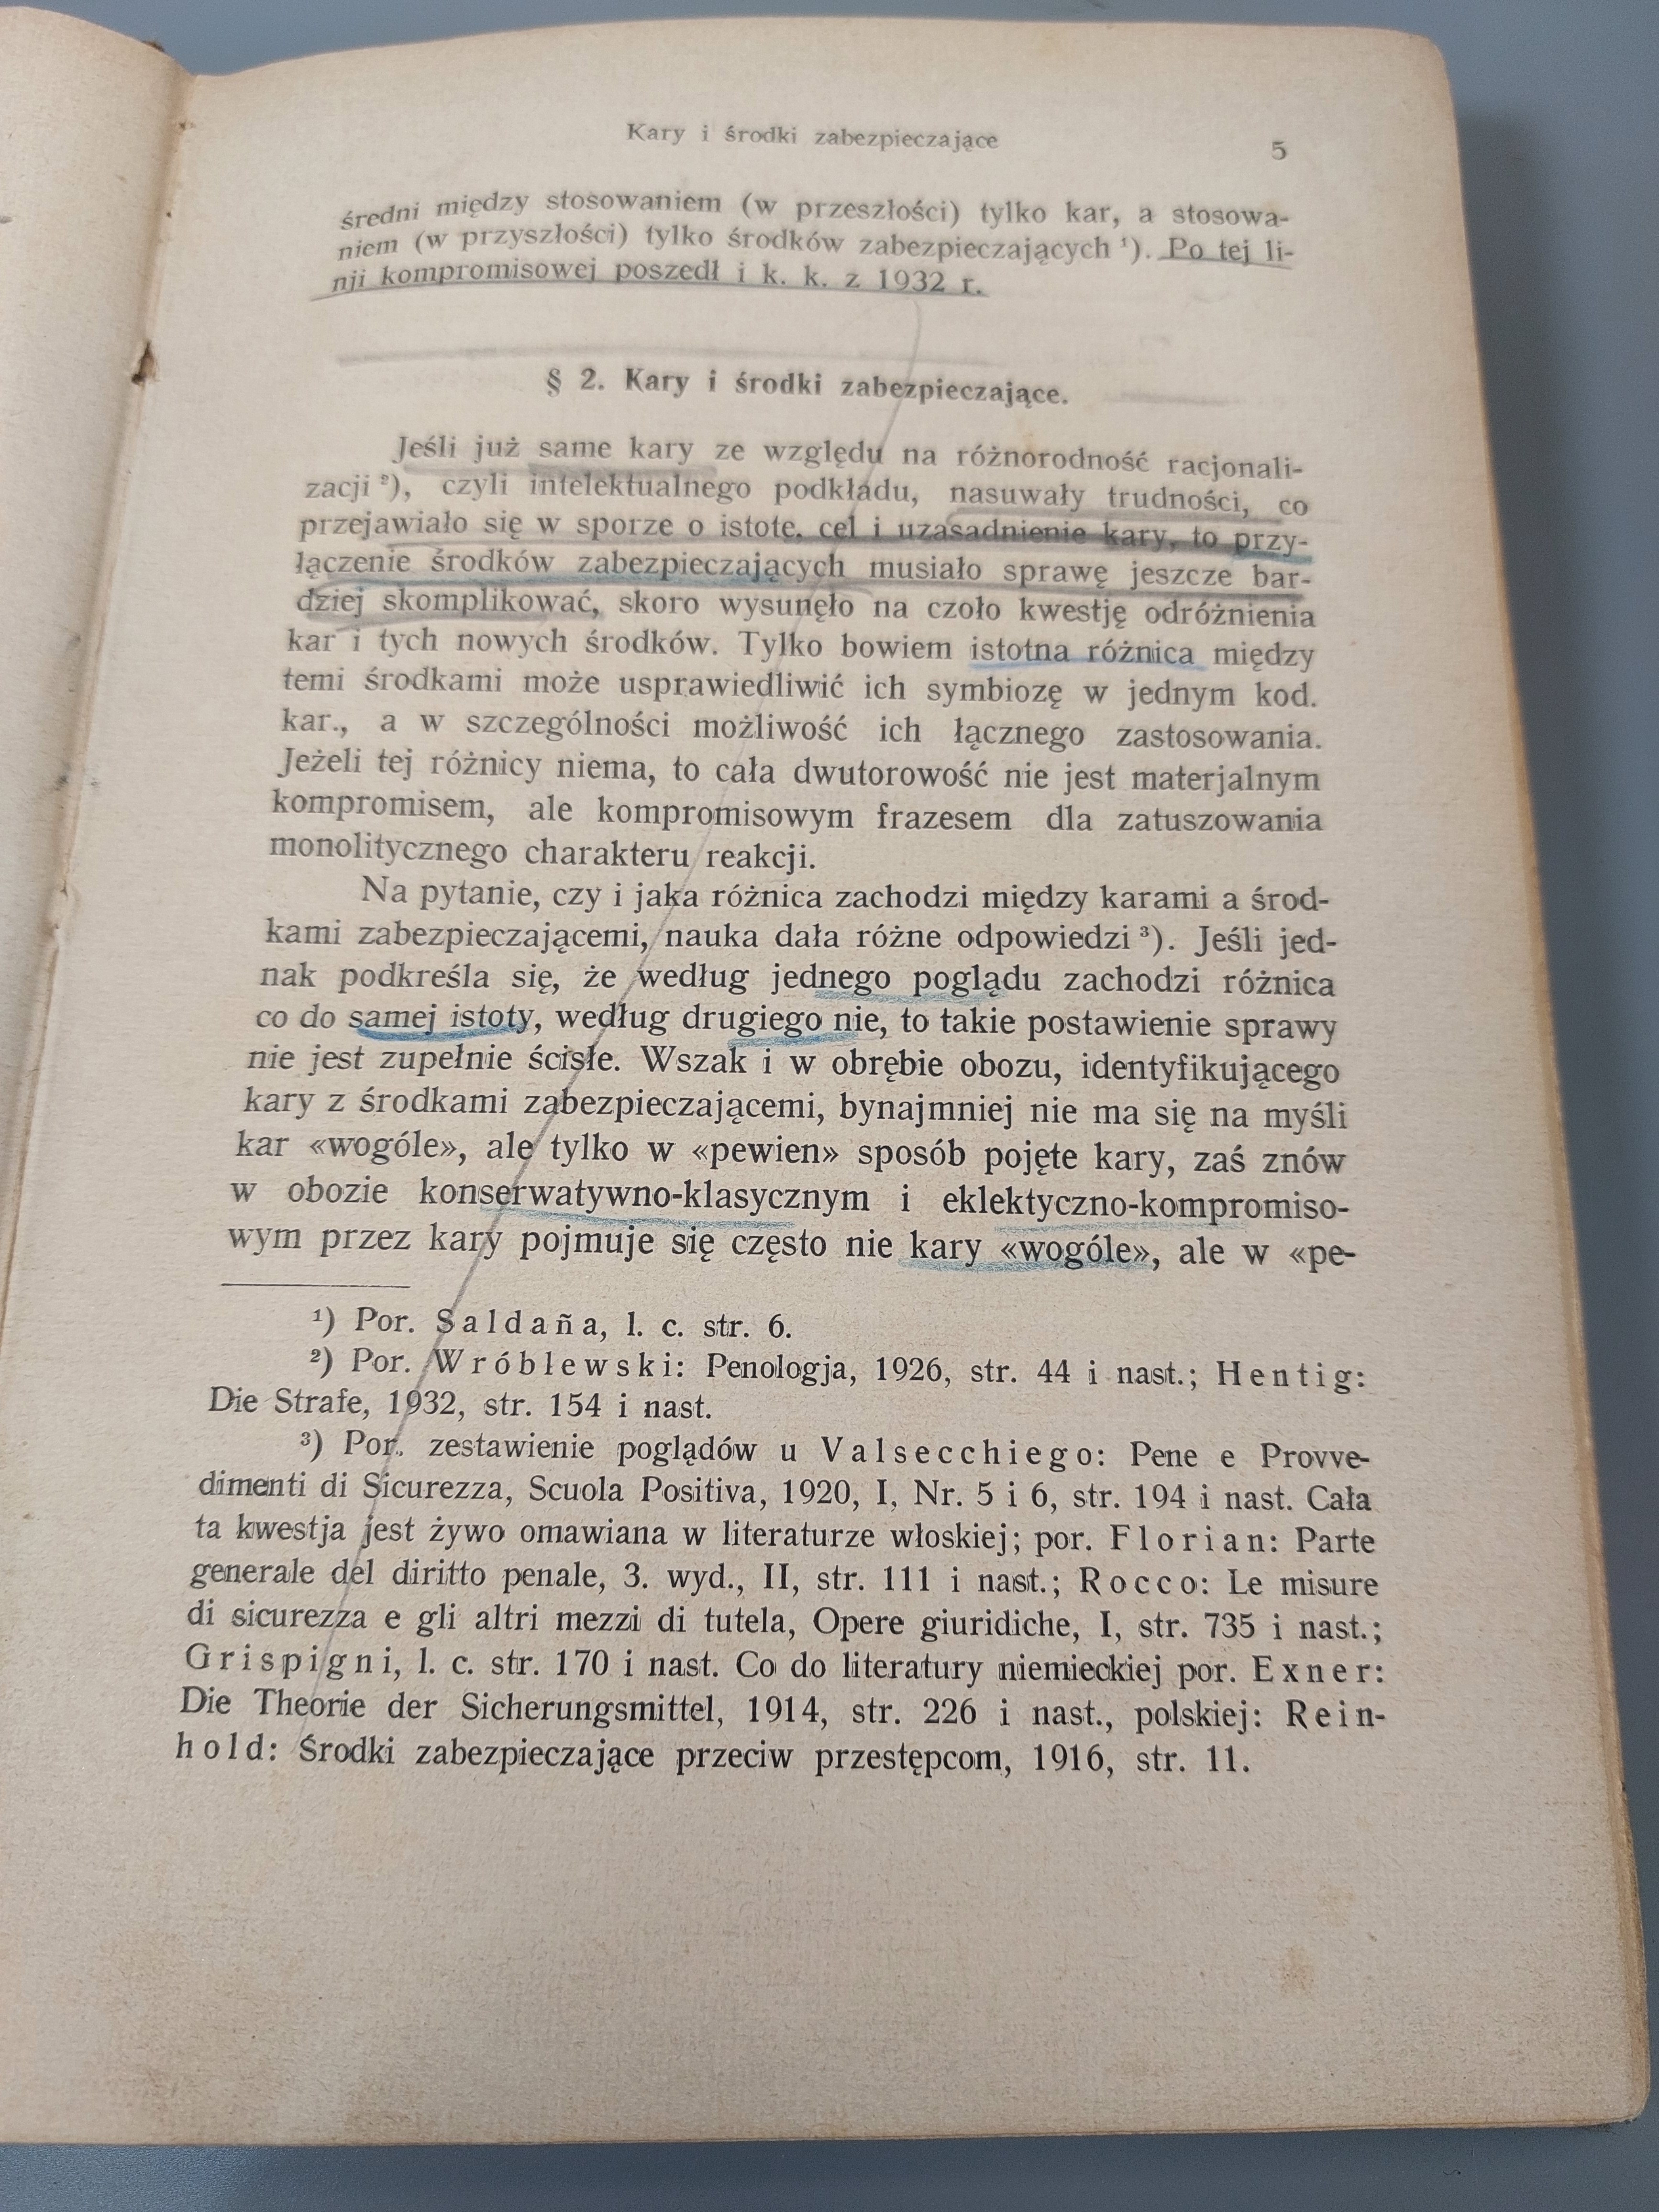 Kary i środki zabezpieczające 5
średni między stosowaniem (w przeszłości) tylko kar, a stosowa-
niem (w przyszłości) tylko środków zabezpieczających ¹). Po tej li-
nji kompromisowej poszedł i k. k. z 1932 r.
§ 2. Kary i środki zabezpieczające.
Jeśli już same kary ze względu na różnorodność racjonali-
zacji ²), czyli intelektualnego podkładu, nasuwały trudności, co
przejawiało się w sporze o istotę, cel i uzasadnienie kary, to przy-
łączenie środków zabezpieczających musiało sprawę jeszcze bar-
dziej skomplikować, skoro wysunęło na czoło kwestję odróżnienia
kar i tych nowych środków. Tylko bowiem istotna różnica między
temi środkami może usprawiedliwić ich symbiozę w jednym kod.
kar., a w szczególności możliwość ich łącznego zastosowania.
Jeżeli tej różnicy niema, to cała dwutorowość nie jest materjalnym
kompromisem, ale kompromisowym frazesem dla zatuszowania
monolitycznego charakteru reakcji.
Na pytanie, czy i jaka różnica zachodzi między karami a środ-
kami zabezpieczającemi, nauka dała różne odpowiedzi ³). Jeśli jed-
nak podkreśla się, że według jednego poglądu zachodzi różnica
co do samej istoty, według drugiego nie, to takie postawienie sprawy
nie jest zupełnie ścisłe. Wszak i w obrębie obozu, identyfikującego
kary z środkami zabezpieczającemi, bynajmniej nie ma się na myśli
kar «wogóle», ale tylko w «pewien» sposób pojęte kary, zaś znów
w obozie konserwatywno-klasycznym i eklektyczno-kompromiso-
wym przez kary pojmuje się często nie kary «wogóle», ale w «pe-
¹) Por. Saldaña, l. c. str. 6.
²) Por. Wróblewski: Penologja, 1926, str. 44 i nast.; Hentig:
Die Strafe, 1932, str. 154 i nast.
³) Por. zestawienie poglądów u Valsecchiego: Pene e Provve-
dimenti di Sicurezza, Scuola Positiva, 1920, I, Nr. 5 i 6, str. 194 i nast. Cała
ta kwestja jest żywo omawiana w literaturze włoskiej; por. Florian: Parte
generale del diritto penale, 3. wyd., II, str. 111 i nast.; Rocco: Le misure
di sicurezza e gli altri mezzi di tutela, Opere giuridiche, I, str. 735 i nast.;
Grispigni, l. c. str. 170 i nast. Co do literatury niemieckiej por. Exner:
Die Theorie der Sicherungsmittel, 1914, str. 226 i nast., polskiej: Rein-
hold: Środki zabezpieczające przeciw przestępcom, 1916, str. 11.